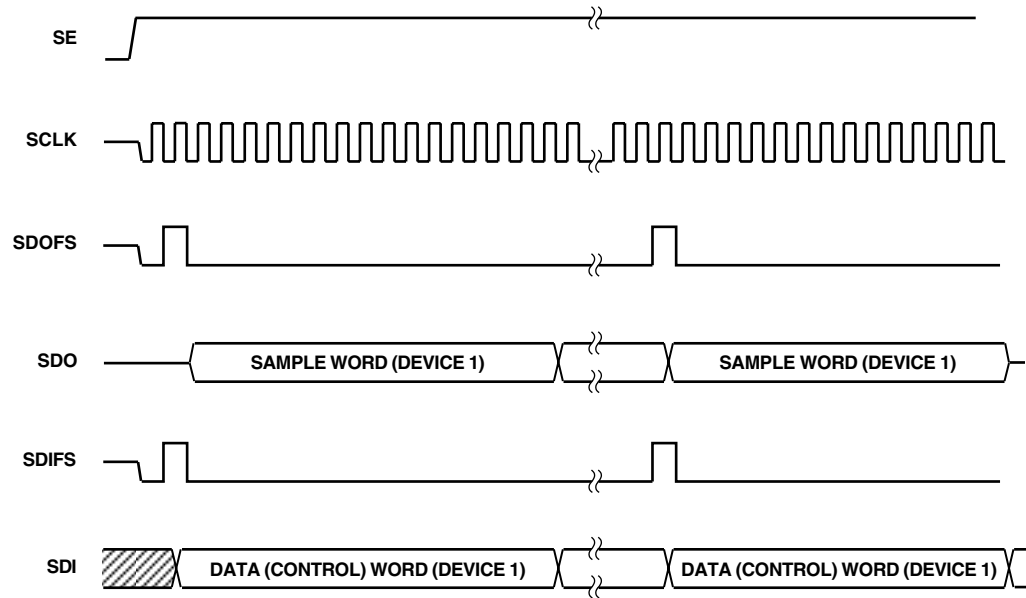 SE
SCLK
SDOFS
SDO
SAMPLE WORD (DEVICE 1)
SAMPLE WORD (DEVICE 1)
SDIFS
SDI
DATA (CONTROL) WORD (DEVICE 1)
DATA (CONTROL) WORD (DEVICE 1)